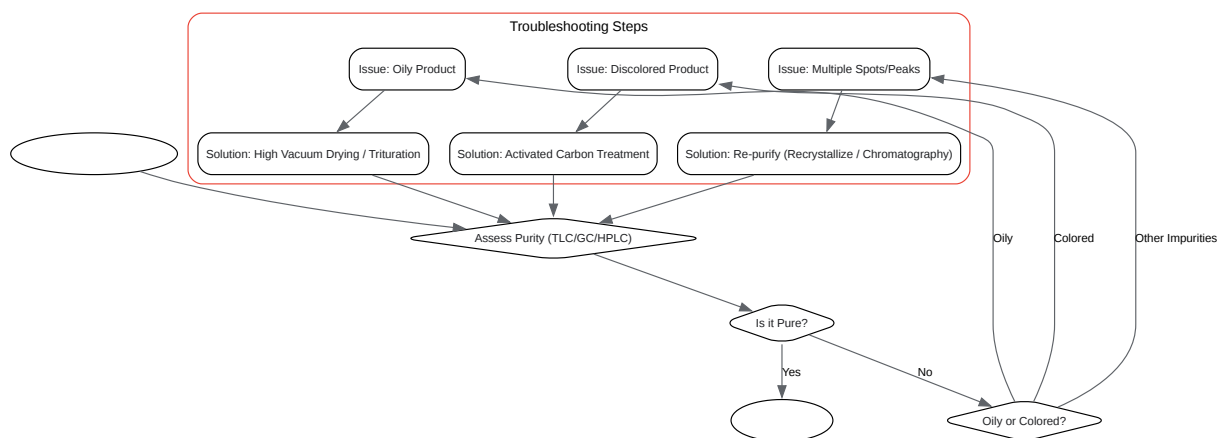 Troubleshooting Steps
Issue: Oily Product
Issue: Discolored Product
Issue: Multiple Spots/Peaks
Solution: High Vacuum Drying / Trituration
Solution: Activated Carbon Treatment
Solution: Re-purify (Recrystallize / Chromatography)
Assess Purity (TLC/GC/HPLC)
Oily
Colored
Other Impurities
Is it Pure?
Yes
No
Oily or Colored?